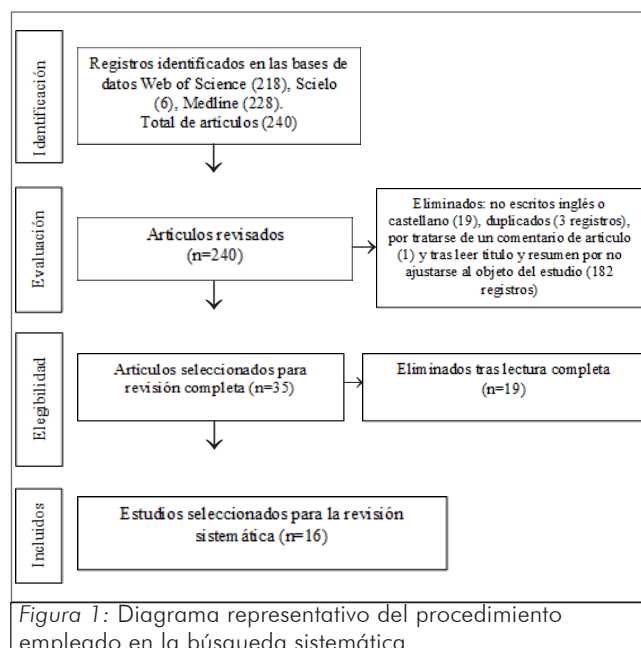 Identificación
Registros identificados en las bases de
datos Web of Science (218), Scielo
(6), Medline (228).
Total de artículos (240)
Evaluación
Artículos revisados
(n=240)
Eliminados: no escritos inglés o
castellano (19), duplicados (3 registros),
por tratarse de un comentario de artículo
(1) y tras leer título y resumen por no
ajustarse al objeto del estudio (182
registros)
Elegibilidad
Artículos seleccionados para
revisión completa (n=35)
Eliminados tras lectura completa
(n=19)
Incluidos
Estudios seleccionados para la revisión
sistemática (n=16)
Figura 1: Diagrama representativo del procedimiento
empleado en la búsqueda sistemática